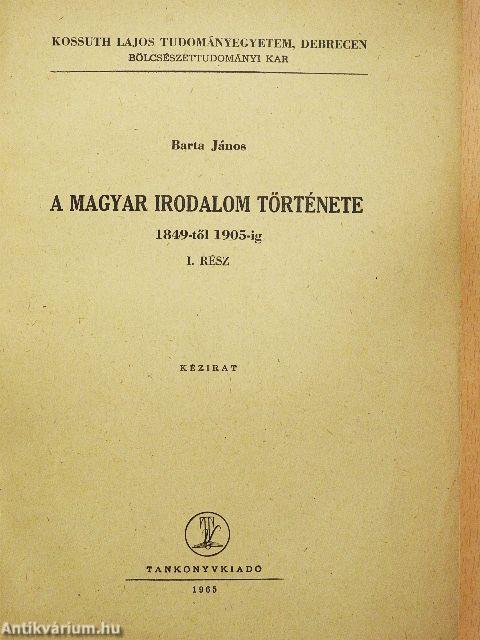 KOSSUTH LAJOS TUDOMÁNYEGYETEM, DEBRECEN
BÖLCSÉSZETTUDOMÁNYI KAR
Barta János
A MAGYAR IRODALOM TÖRTÉNETE
1849-től 1905-ig
I. RÉSZ
KÉZIRAT
TANKÖNYVKIADÓ
1965
Antikvárium.hu